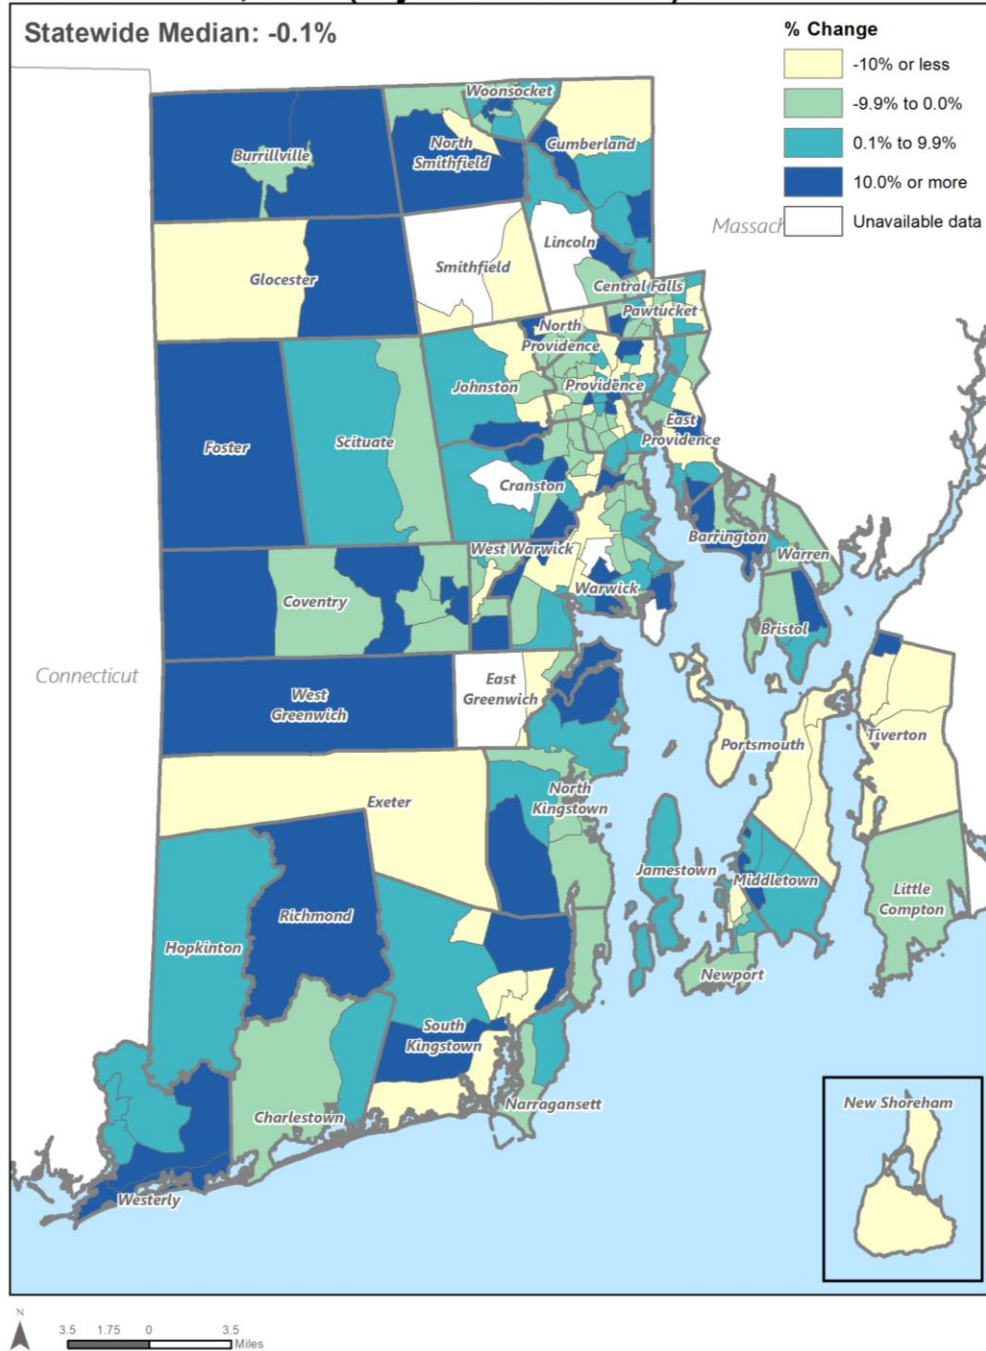 Statewide Median: -0.1%
% Change
-10% or less
-9.9% to 0.0%
0.1% to 9.9%
10.0% or more
Unavailable data
Massach
Woonsocket
North
Smithfield
Cumberland
Burrillville
Lincoln
Smithfield
Glocester
Central Falls
Pawtucket
North
Providence
Johnston
Providence
East
Providence
Foster
Scituate
Cranston
Barrington
Warren
West Warwick
Warwick
Coventry
Bristol
Connecticut
East
Greenwich
West
Greenwich
Portsmouth
Tiverton
Exeter
North
Kingstown
Jamestown
Middletown
Little
Compton
Richmond
Hopkinton
Newport
South
Kingstown
Narragansett
Charlestown
New Shoreham
Westerly
N
3.5 1.75 0 3.5
Miles